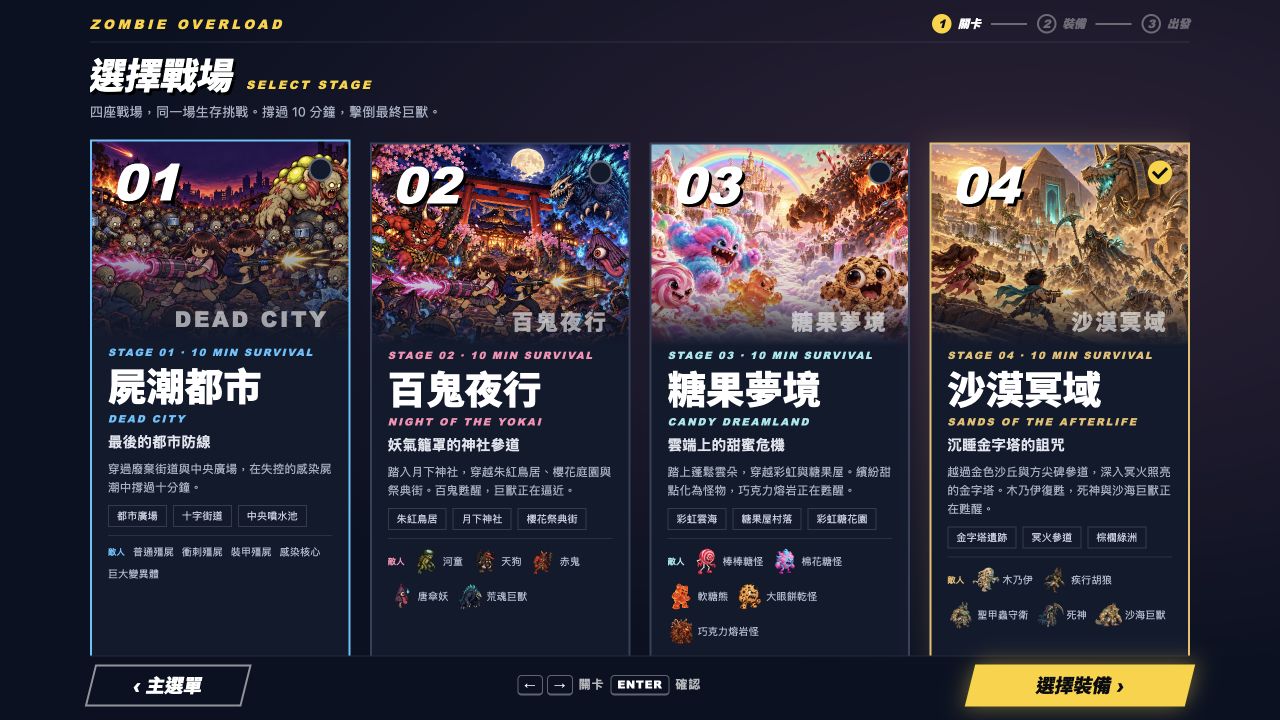 ZOMBIE OVERLOAD
1 關卡 2 裝備 3 出發
選擇戰場 SELECT STAGE
四座戰場，同一場生存挑戰。撐過 10 分鐘，擊倒最終巨獸。
01
DEAD CITY
STAGE 01 · 10 MIN SURVIVAL
屍潮都市
DEAD CITY
最後的都市防線
穿過廢棄街道與中央廣場，在失控的感染屍
潮中撐過十分鐘。
都市廣場 十字街道 中央噴水池
敵人 普通殭屍 衝刺殭屍 裝甲殭屍 感染核心
巨大變異體
02
百鬼夜行
STAGE 02 · 10 MIN SURVIVAL
百鬼夜行
NIGHT OF THE YOKAI
妖氣籠罩的神社參道
踏入月下神社，穿越朱紅鳥居、櫻花庭園與
祭典街。百鬼甦醒，巨獸正在逼近。
朱紅鳥居 月下神社 櫻花祭典街
敵人 河童 天狗 赤鬼
唐傘妖 荒魂巨獸
03
糖果夢境
STAGE 03 · 10 MIN SURVIVAL
糖果夢境
CANDY DREAMLAND
雲端上的甜蜜危機
踏上蓬鬆雲朵，穿越彩虹與糖果屋。繽紛甜
點化為怪物，巧克力熔岩正在甦醒。
彩虹雲海 糖果屋村落 彩虹糖花園
敵人 棒棒糖怪 棉花糖怪
軟糖熊 大眼餅乾怪
巧克力熔岩怪
04
沙漠冥域
STAGE 04 · 10 MIN SURVIVAL
沙漠冥域
SANDS OF THE AFTERLIFE
沉睡金字塔的詛咒
越過金色沙丘與方尖碑參道，深入冥火照亮
的金字塔。木乃伊復甦，死神與沙海巨獸正
在甦醒。
金字塔遺跡 冥火參道 棕櫚綠洲
敵人 木乃伊 疾行胡狼
聖甲蟲守衛 死神 沙海巨獸
‹ 主選單
← → 關卡 ENTER 確認
選擇裝備 ›